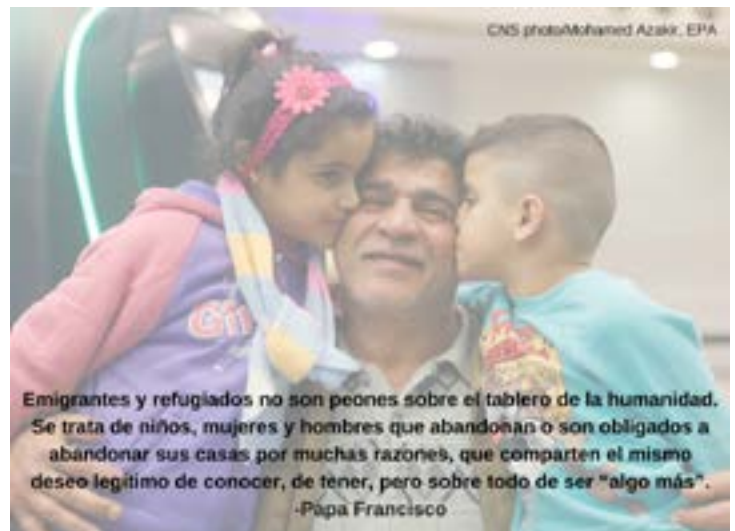 CNS photo/Mohamed Azakir, EPA
Emigrantes y refugiados no son peones sobre el tablero de la humanidad.
Se trata de niños, mujeres y hombres que abandonan o son obligados a
abandonar sus casas por muchas razones, que comparten el mismo
deseo legítimo de conocer, de tener, pero sobre todo de ser "algo más".
-Papa Francisco